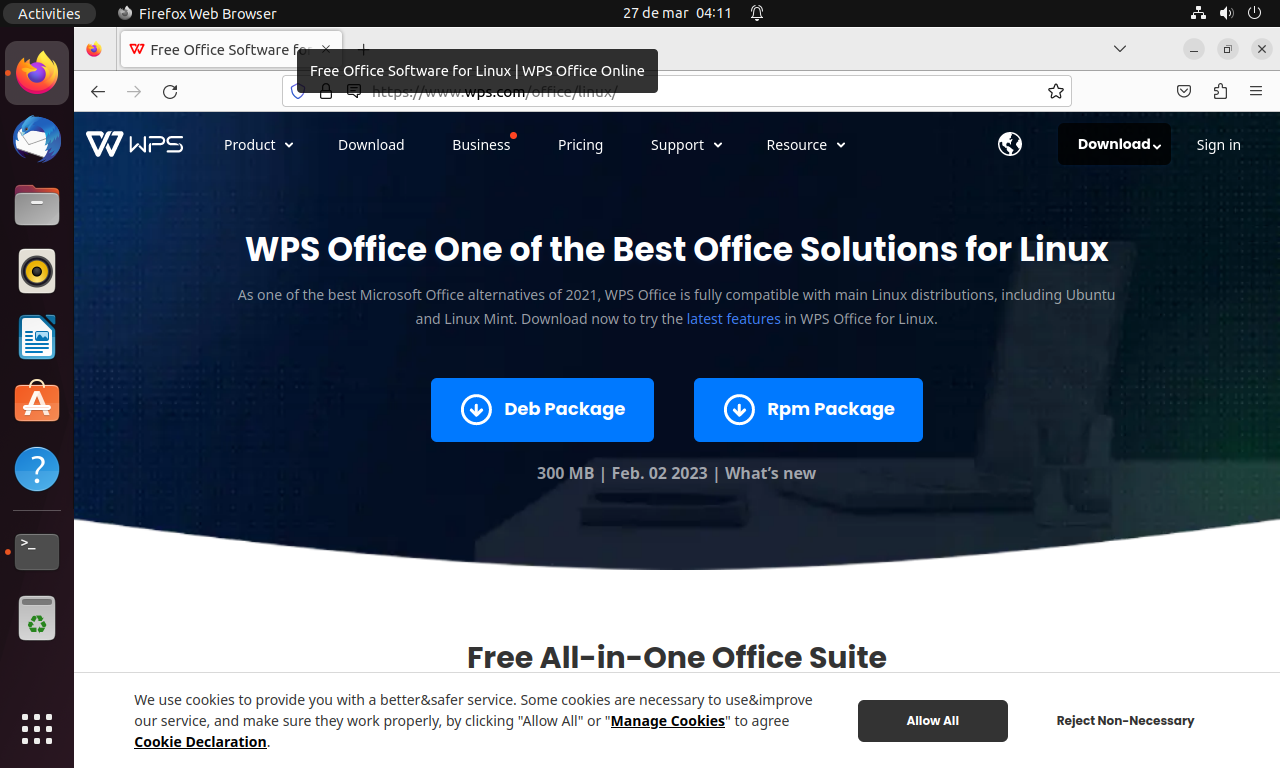 Activities
Firefox Web Browser
27 de mar 04:11
Free Office Software for
Free Office Software for Linux | WPS Office Online
https://www.wps.com/office/linux/
WPS
Product
Download
Business
Pricing
Support
Resource
Download
Sign in
WPS Office One of the Best Office Solutions for Linux
As one of the best Microsoft Office alternatives of 2021, WPS Office is fully compatible with main Linux distributions, including Ubuntu
and Linux Mint. Download now to try the latest features in WPS Office for Linux.
Deb Package
Rpm Package
300 MB | Feb. 02 2023 | What's new
Free All-in-One Office Suite
We use cookies to provide you with a better&safer service. Some cookies are necessary to use&improve
our service, and make sure they work properly, by clicking "Allow All" or "Manage Cookies" to agree
Cookie Declaration.
Allow All
Reject Non-Necessary